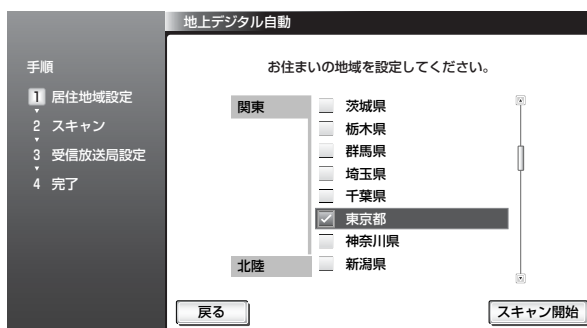 地上デジタル自動
手順
1 居住地域設定
2 スキャン
3 受信放送局設定
4 完了
お住まいの地域を設定してください。
関東
茨城県
栃木県
群馬県
埼玉県
千葉県
東京都
神奈川県
北陸
新潟県
戻る
スキャン開始